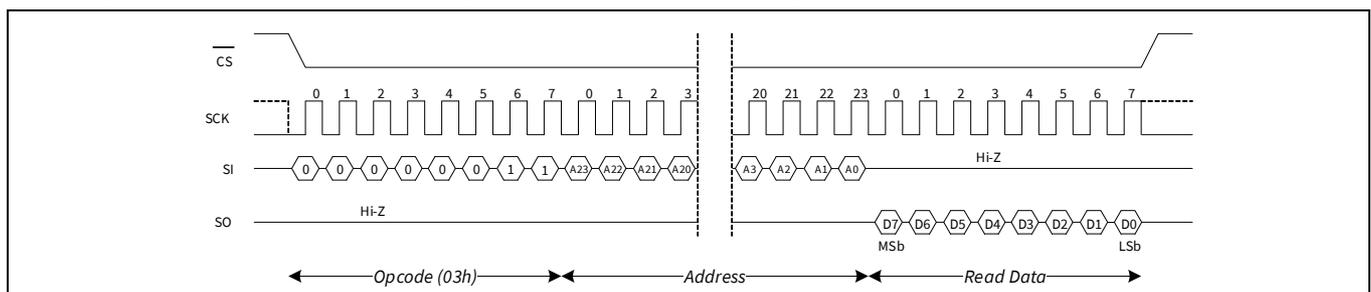 CS
0 1 2 3 4 5 6 7 0 1 2 3 20 21 22 23 0 1 2 3 4 5 6 7
SCK
Hi-Z
SI 0 0 0 0 0 0 1 1 A23 A22 A21 A20 A3 A2 A1 A0
Hi-Z
SO D7 D6 D5 D4 D3 D2 D1 D0
MSb LSb
Opcode (03h) Address Read Data